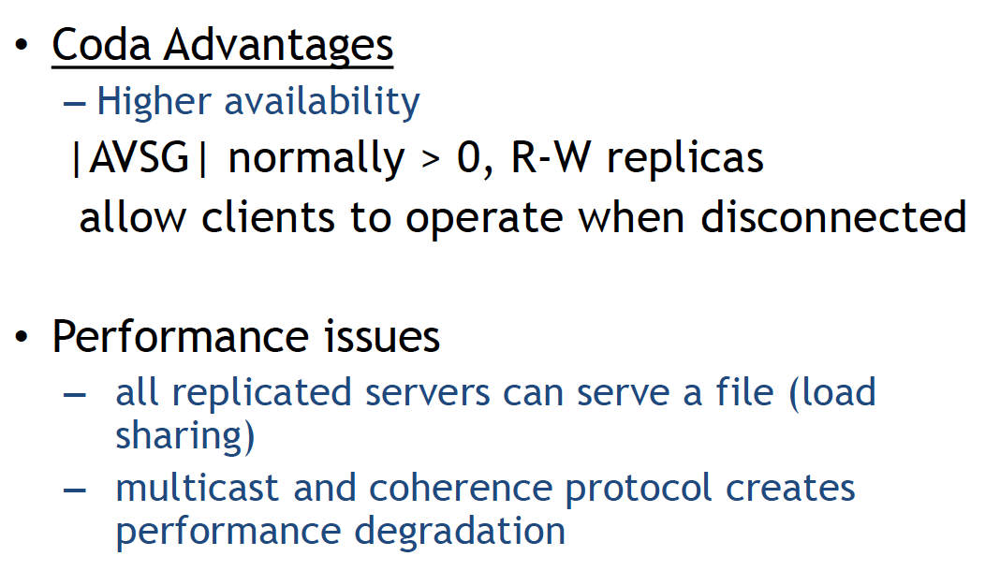 • Coda Advantages
– Higher availability
|AVSG| normally > 0, R-W replicas
allow clients to operate when disconnected
• Performance issues
– all replicated servers can serve a file (load
sharing)
– multicast and coherence protocol creates
performance degradation